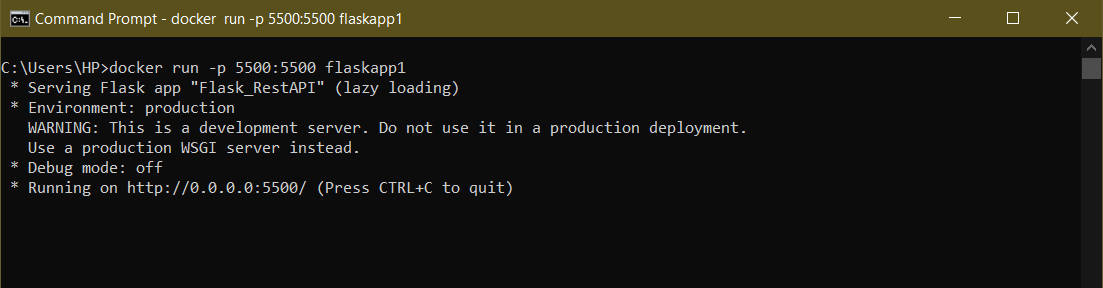 Command Prompt - docker run -p 5500:5500 flaskapp1
C:\Users\HP>docker run -p 5500:5500 flaskapp1
 * Serving Flask app "Flask_RestAPI" (lazy loading)
 * Environment: production
   WARNING: This is a development server. Do not use it in a production deployment.
   Use a production WSGI server instead.
 * Debug mode: off
 * Running on http://0.0.0.0:5500/ (Press CTRL+C to quit)